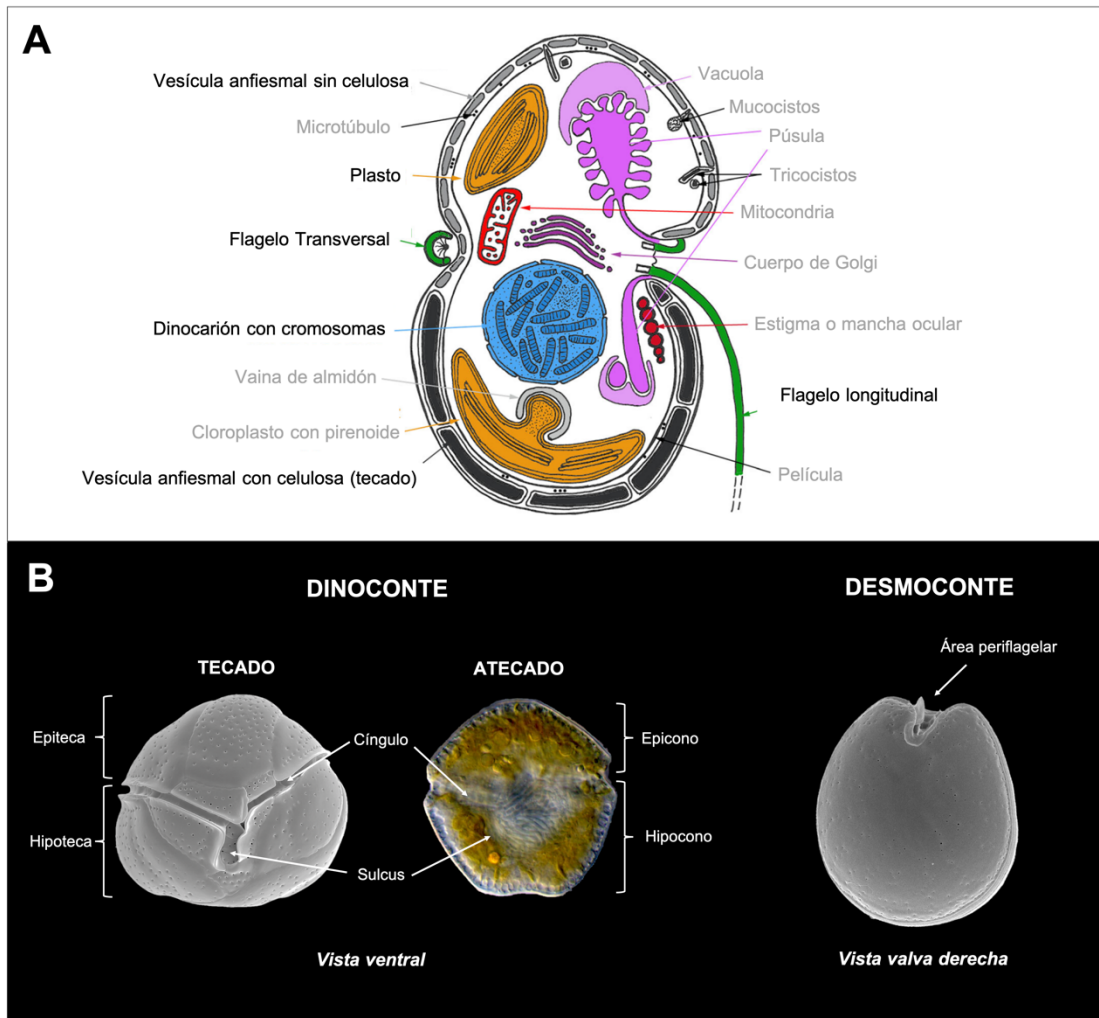 A
Vesícula anfiesmal sin celulosa
Microtúbulo
Plasto
Flagelo Transversal
Dinocarión con cromosomas
Vaina de almidón
Cloroplasto con pirenoide
Vesícula anfiesmal con celulosa (tecado)
Vacuola
Mucocistos
Púsula
Tricocistos
Mitocondria
Cuerpo de Golgi
Estigma o mancha ocular
Flagelo longitudinal
Película
B
DINOCONTE
DESMOCONTE
TECADO
ATECADO
Área periflagelar
Epiteca
Cíngulo
Epicono
Hipoteca
Hipocono
Sulcus
Vista ventral
Vista valva derecha